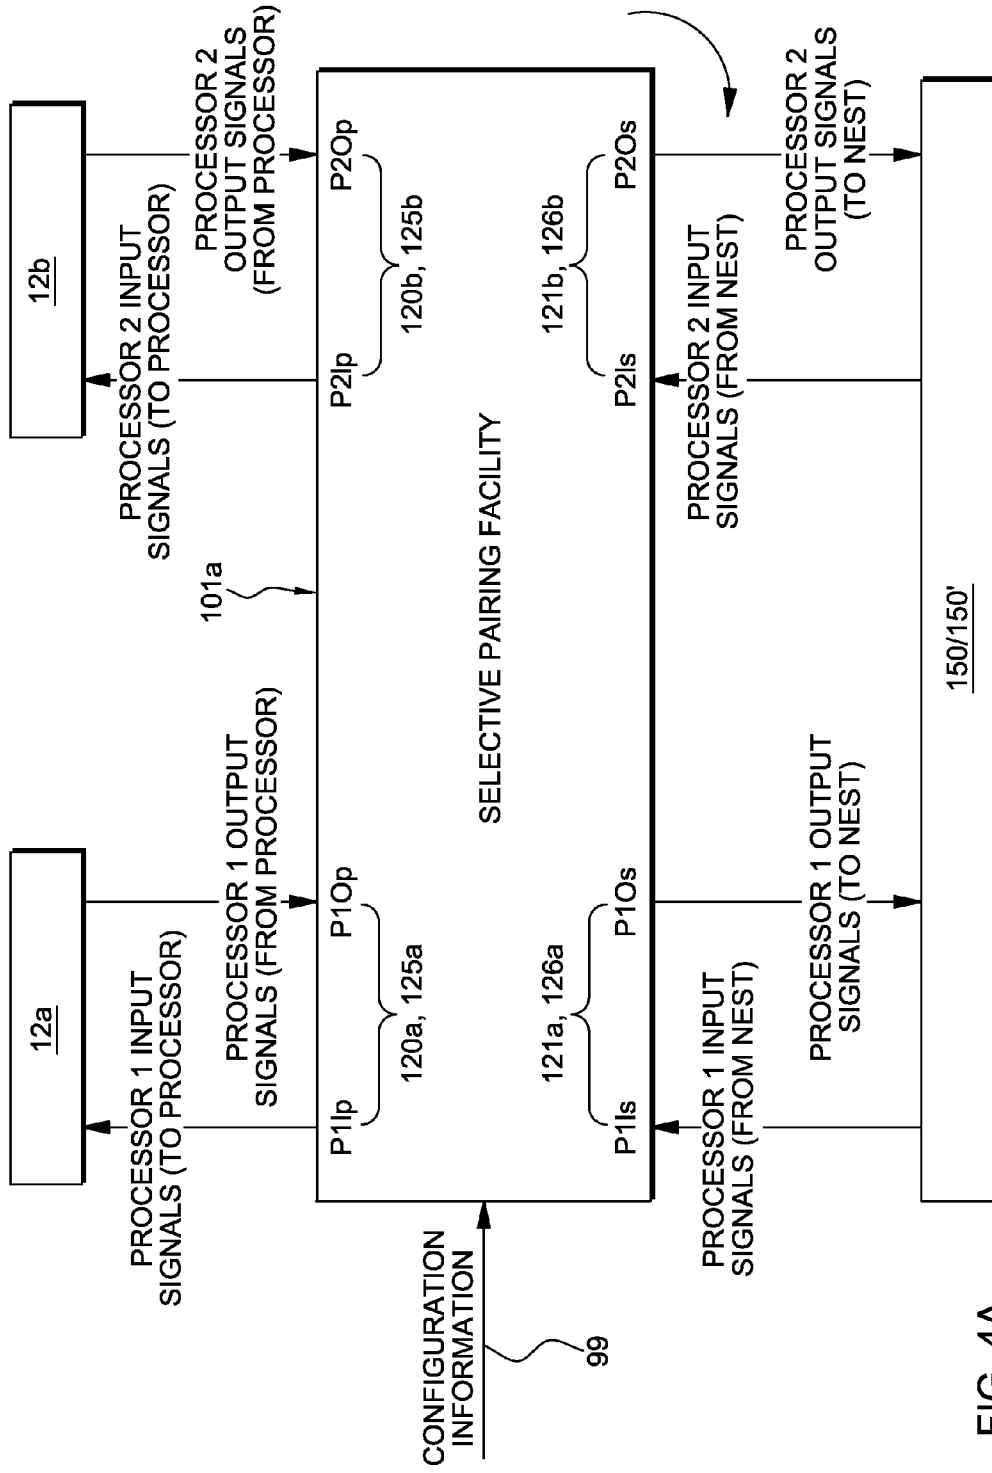 12a
12b
PROCESSOR 1 INPUT
SIGNALS (TO PROCESSOR)
PROCESSOR 1 OUTPUT
SIGNALS (FROM PROCESSOR)
101a
PROCESSOR 2 INPUT
SIGNALS (TO PROCESSOR)
PROCESSOR 2
OUTPUT SIGNALS
(FROM PROCESSOR)
P1Ip
P1Op
P2Ip
P2Op
120a, 125a
120b, 125b
CONFIGURATION
INFORMATION
99
SELECTIVE PAIRING FACILITY
121a, 126a
121b, 126b
P1Is
P1Os
P2Is
P2Os
PROCESSOR 1 INPUT
SIGNALS (FROM NEST)
PROCESSOR 1 OUTPUT
SIGNALS (TO NEST)
PROCESSOR 2 INPUT
SIGNALS (FROM NEST)
PROCESSOR 2
OUTPUT SIGNALS
(TO NEST)
150/150'
FIG. 4A